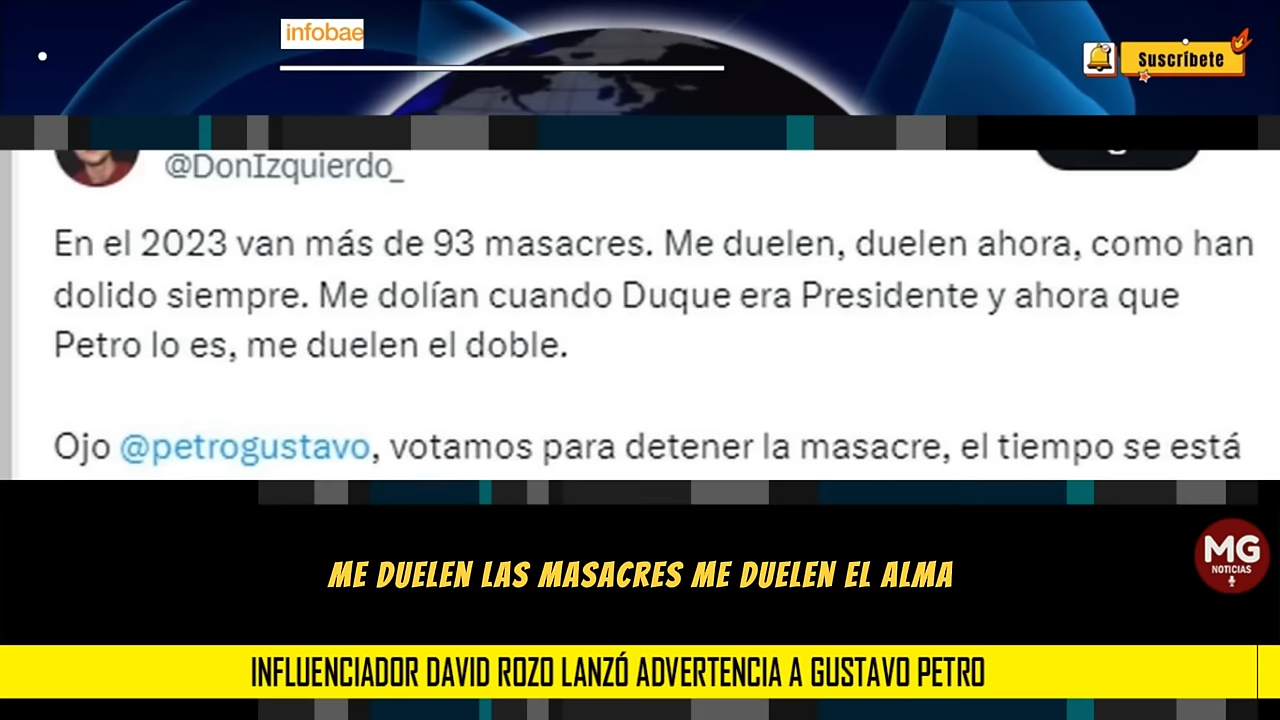 infobae
Suscríbete
@DonIzquierdo_
En el 2023 van más de 93 masacres. Me duelen, duelen ahora, como han
dolido siempre. Me dolían cuando Duque era Presidente y ahora que
Petro lo es, me duelen el doble.
Ojo @petrogustavo, votamos para detener la masacre, el tiempo se está
ME DUELEN LAS MASACRES ME DUELEN EL ALMA
MG
NOTICIAS
INFLUENCIADOR DAVID ROZO LANZÓ ADVERTENCIA A GUSTAVO PETRO